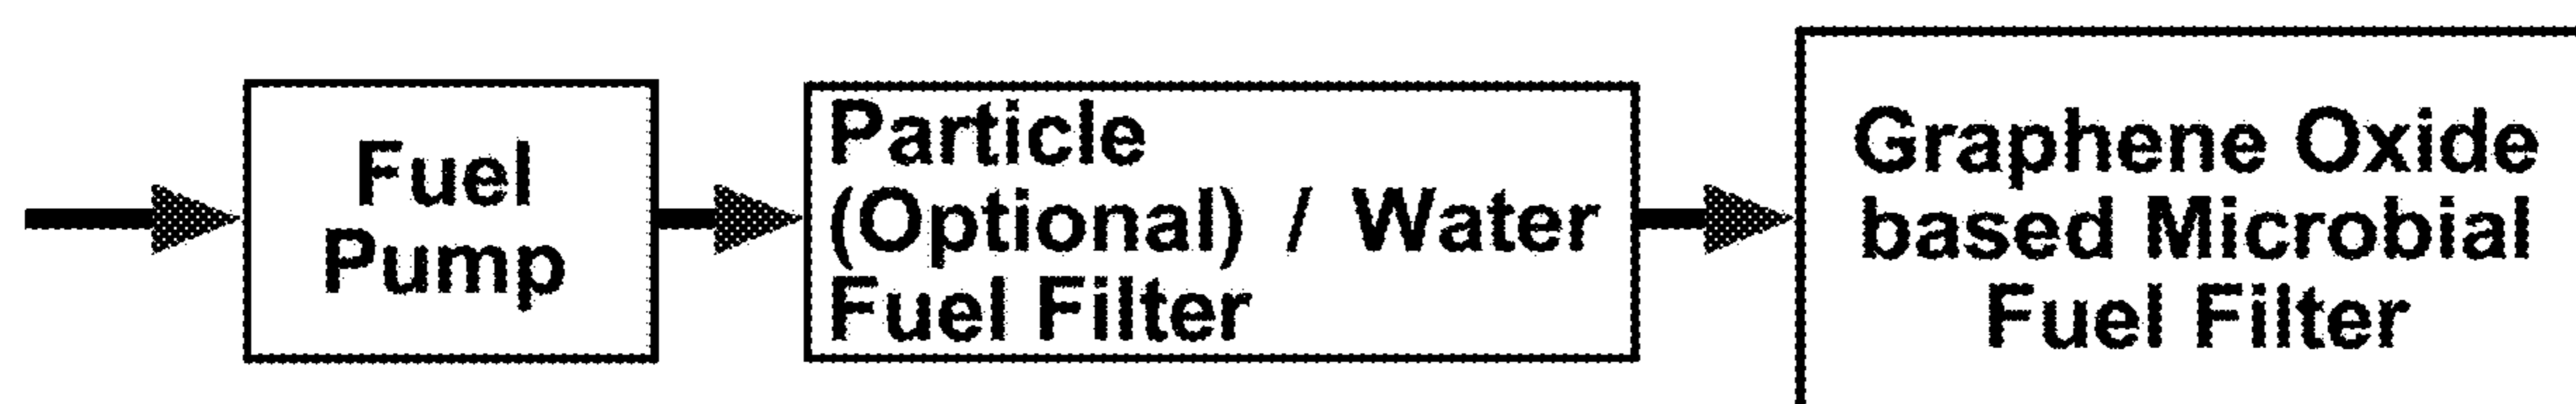 Fuel
Pump
Particle
(Optional) / Water
Fuel Filter
Graphene Oxide
based Microbial
Fuel Filter